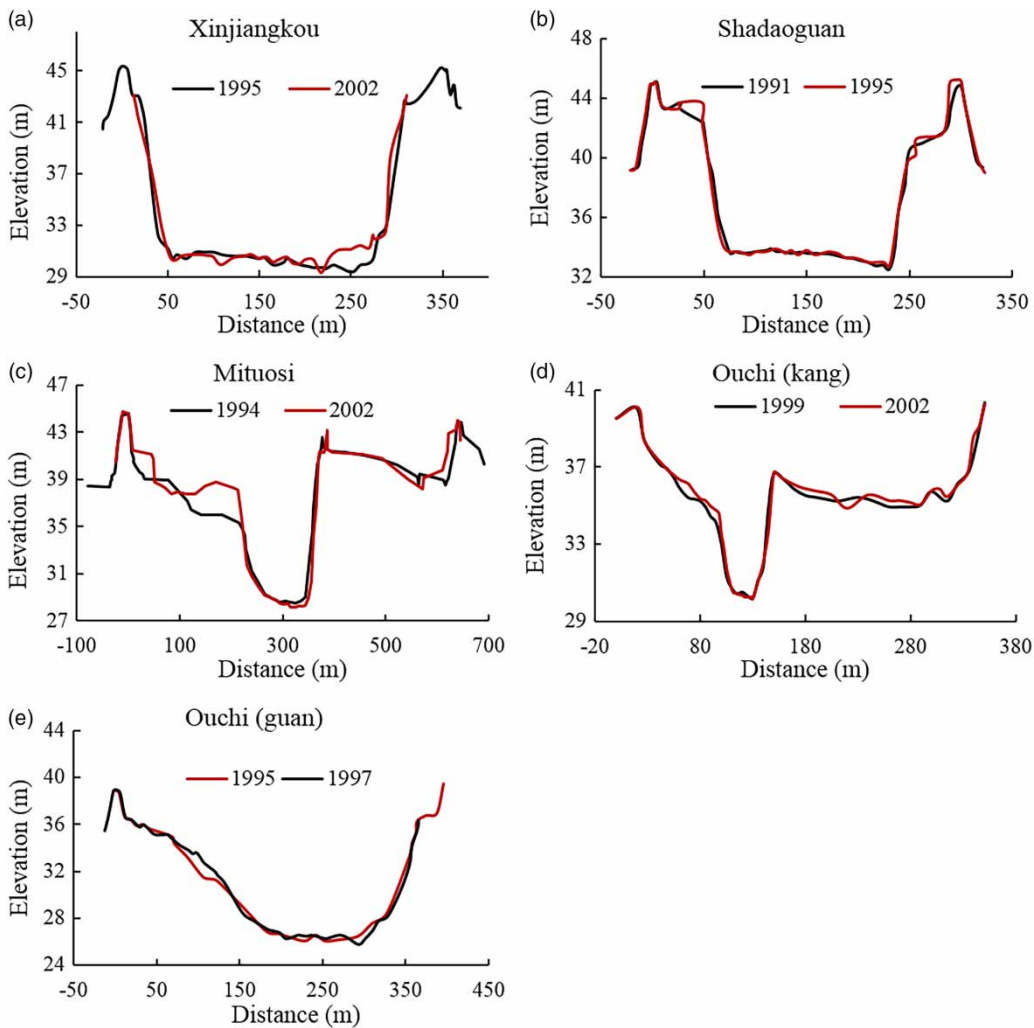 (a)
Xinjiangkou
1995 2002
Elevation (m)
45
41
37
33
29
-50 50 150 250 350
Distance (m)
(b)
Shadaoguan
1991 1995
Elevation (m)
48
44
40
36
32
-50 50 150 250 350
Distance (m)
(c)
Mituosi
1994 2002
Elevation (m)
47
43
39
35
31
27
-100 100 300 500 700
Distance (m)
(d)
Ouchi (kang)
1999 2002
Elevation (m)
41
37
33
29
-20 80 180 280 380
Distance (m)
(e)
Ouchi (guan)
1995 1997
Elevation (m)
44
40
36
32
28
24
-50 50 150 250 350 450
Distance (m)